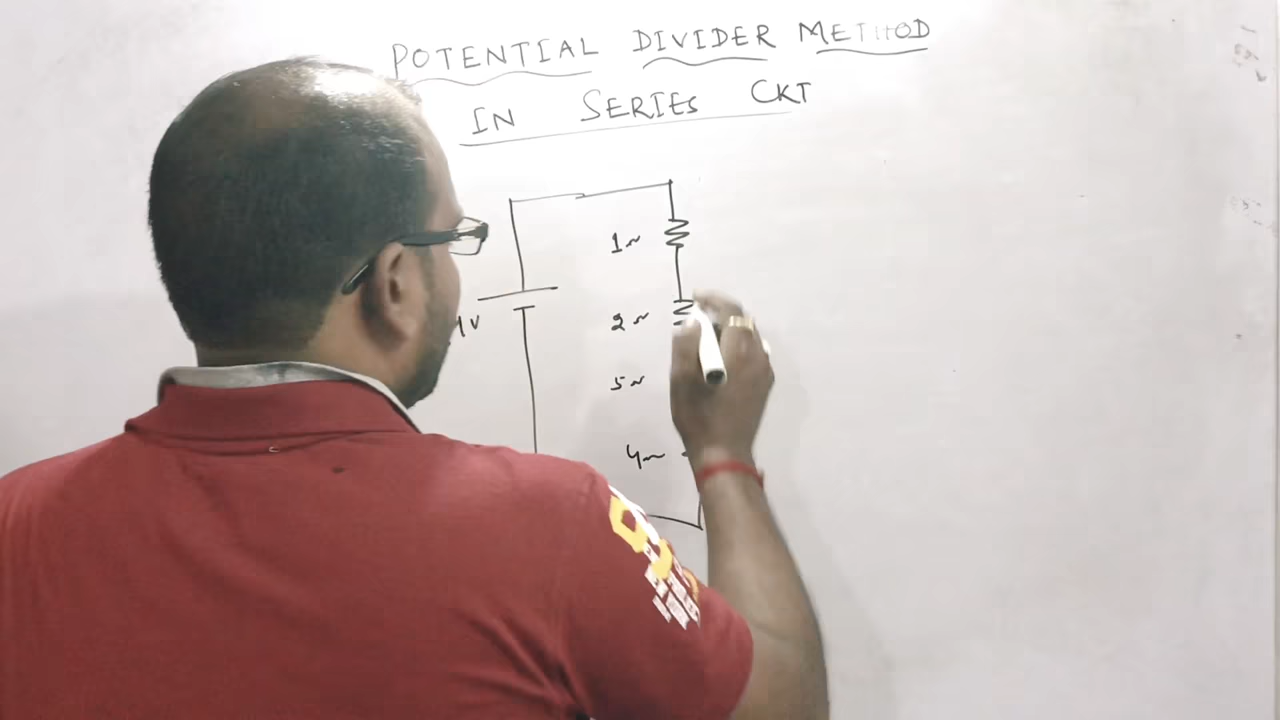 POTENTIAL DIVIDER METHOD
IN SERIES CKT
1Ω
2Ω
5Ω
4Ω